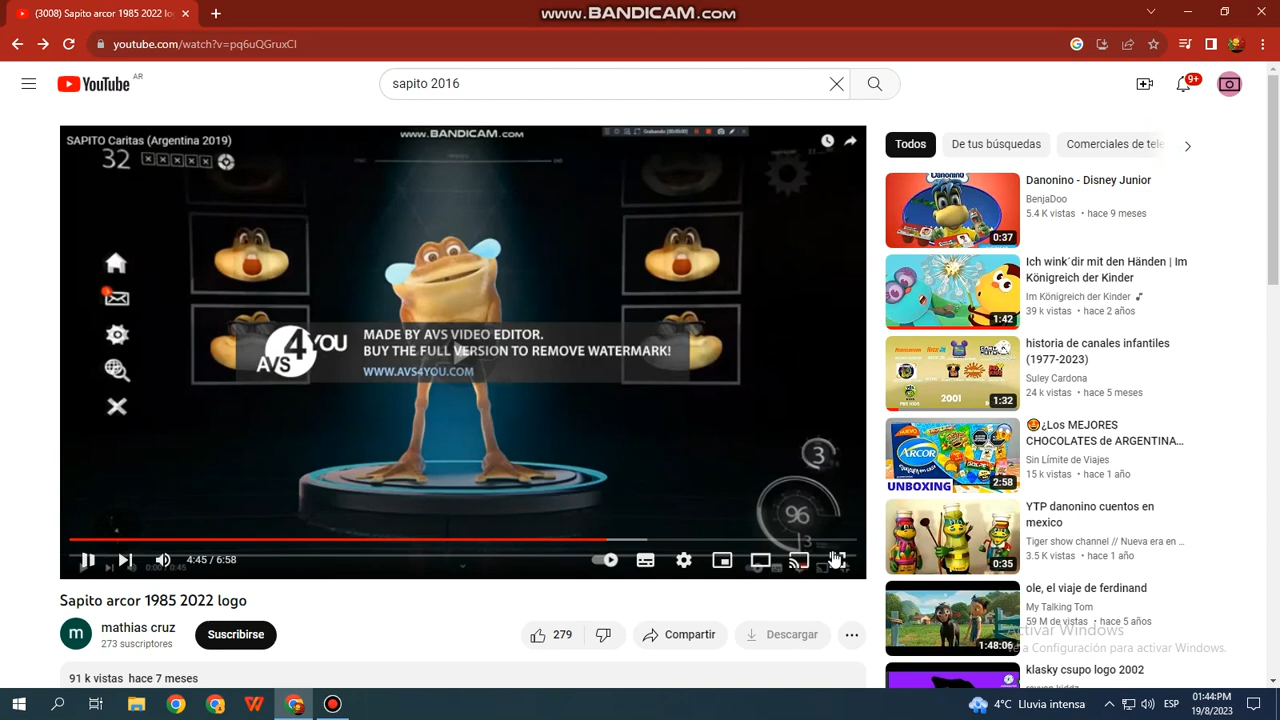 (3008) Sapito arcor 1985 2022 l
www.BANDICAM.com
youtube.com/watch?v=pq6uQGruxCI
YouTube AR
sapito 2016
9+
SAPITO Caritas (Argentina 2019)
www.BANDICAM.com
32
AVS4YOU
MADE BY AVS VIDEO EDITOR.
BUY THE FULL VERSION TO REMOVE WATERMARK!
WWW.AVS4YOU.COM
3
96
13
4:45 / 6:58
Sapito arcor 1985 2022 logo
m
mathias cruz
273 suscriptores
Suscribirse
279
Compartir
Descargar
91 k vistas hace 7 meses
Todos
De tus búsquedas
Comerciales de tele
Danonino
0:37
Danonino - Disney Junior
BenjaDoo
5.4 K vistas • hace 9 meses
1:42
Ich wink´dir mit den Händen | Im
Königreich der Kinder
Im Königreich der Kinder
39 k vistas • hace 2 años
2001
1:32
historia de canales infantiles
(1977-2023)
Suley Cardona
24 k vistas • hace 5 meses
NUEVO
ARCOR
UNBOXING
2:58
¿Los MEJORES
CHOCOLATES de ARGENTINA...
Sin Límite de Viajes
15 k vistas • hace 1 año
0:35
YTP danonino cuentos en
mexico
Tiger show channel // Nueva era en ...
3.5 K vistas • hace 1 año
1:48:06
ole, el viaje de ferdinand
My Talking Tom
59 M de vistas • hace 5 años
klasky csupo logo 2002
Activar Windows
Ve a Configuración para activar Windows.
4°C Lluvia intensa
ESP
01:44PM
19/8/2023